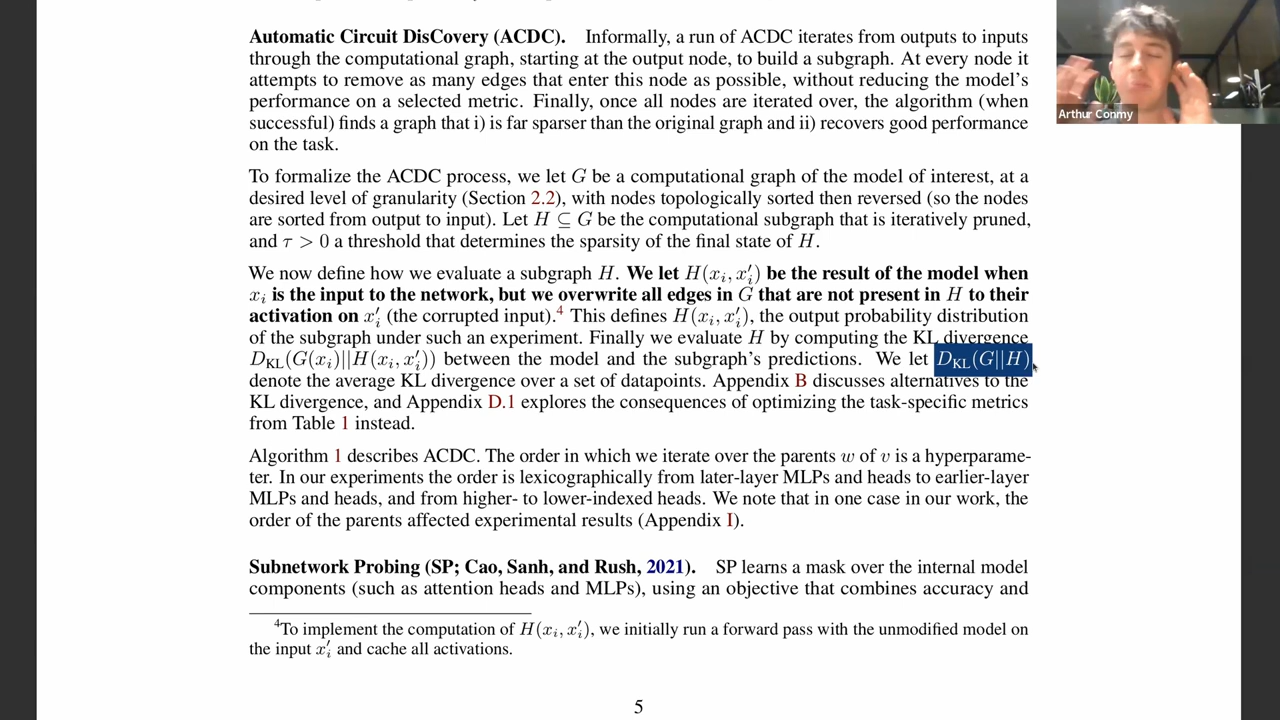 Automatic Circuit DisCovery (ACDC). Informally, a run of ACDC iterates from outputs to inputs
through the computational graph, starting at the output node, to build a subgraph. At every node it
attempts to remove as many edges that enter this node as possible, without reducing the model's
performance on a selected metric. Finally, once all nodes are iterated over, the algorithm (when
successful) finds a graph that i) is far sparser than the original graph and ii) recovers good performance
on the task.
To formalize the ACDC process, we let G be a computational graph of the model of interest, at a
desired level of granularity (Section 2.2), with nodes topologically sorted then reversed (so the nodes
are sorted from output to input). Let H ⊆ G be the computational subgraph that is iteratively pruned,
and τ > 0 a threshold that determines the sparsity of the final state of H.
We now define how we evaluate a subgraph H. We let H(xᵢ, xᵢ′) be the result of the model when
xᵢ is the input to the network, but we overwrite all edges in G that are not present in H to their
activation on xᵢ′ (the corrupted input).⁴ This defines H(xᵢ, xᵢ′), the output probability distribution
of the subgraph under such an experiment. Finally we evaluate H by computing the KL divergence
D_KL(G(xᵢ)||H(xᵢ, xᵢ′)) between the model and the subgraph's predictions. We let D_KL(G||H)
denote the average KL divergence over a set of datapoints. Appendix B discusses alternatives to the
KL divergence, and Appendix D.1 explores the consequences of optimizing the task-specific metrics
from Table 1 instead.
Algorithm 1 describes ACDC. The order in which we iterate over the parents w of v is a hyperparame-
ter. In our experiments the order is lexicographically from later-layer MLPs and heads to earlier-layer
MLPs and heads, and from higher- to lower-indexed heads. We note that in one case in our work, the
order of the parents affected experimental results (Appendix I).
Subnetwork Probing (SP; Cao, Sanh, and Rush, 2021). SP learns a mask over the internal model
components (such as attention heads and MLPs), using an objective that combines accuracy and
⁴To implement the computation of H(xᵢ, xᵢ′), we initially run a forward pass with the unmodified model on
the input xᵢ′ and cache all activations.
5
Arthur Conmy